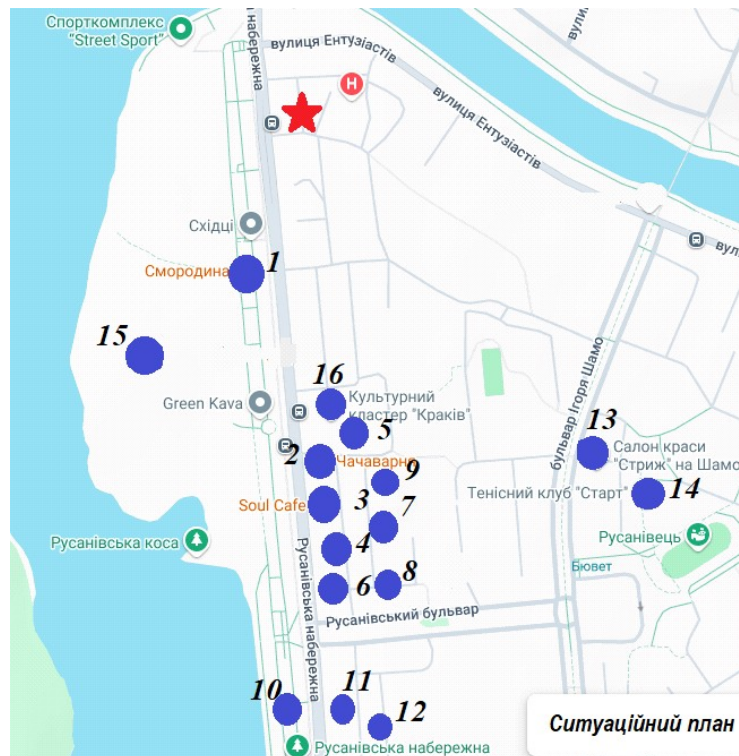 Спорткомплекс
"Street Sport"
набережна
вулиця Ентузіастів
H
вулиця Ентузіастів
Східці
Смородина
1
15
Green Kava
16
Культурний
кластер "Краків"
5
2
Чачаварня
9
Soul Cafe
3
7
4
6
8
Русанівська коса
Русанівська набережна
Русанівський бульвар
бульвар Ігоря Шамо
13
Салон краси
"Стриж" на Шамо
Тенісний клуб "Старт"
14
Русанівець
Бювет
10
11
12
Русанівська набережна
Ситуаційний план